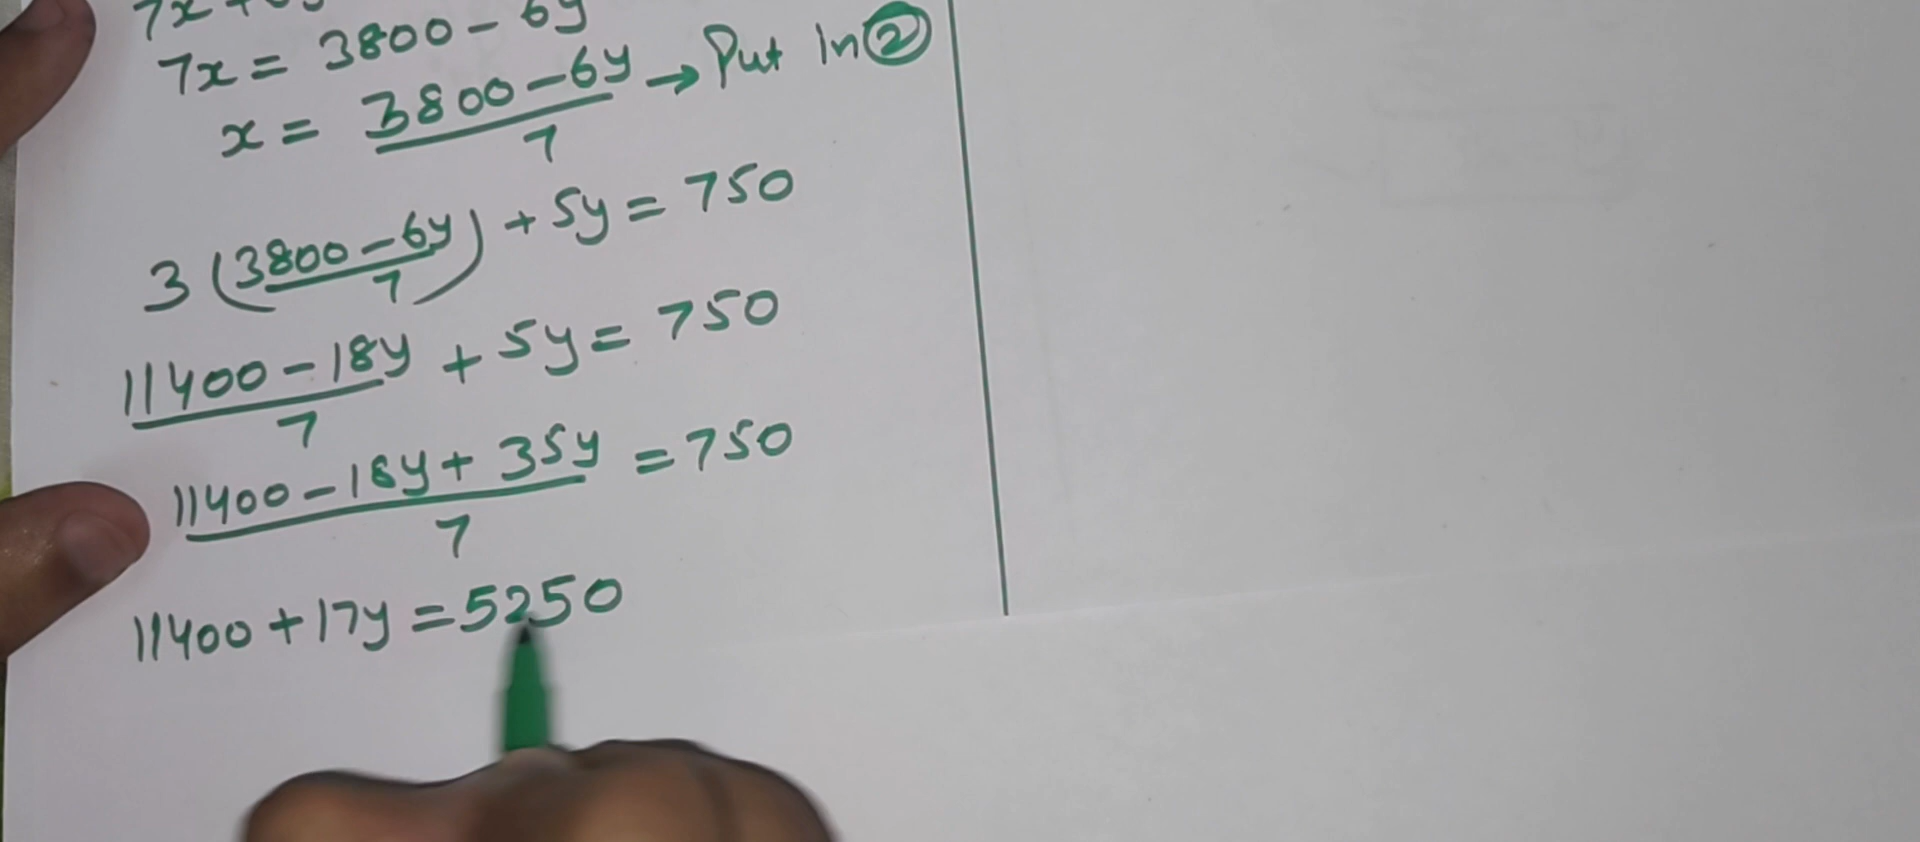 7x +
7x = 3800 - 6y
x = 3800 - 6y / 7 → Put in ②
3 (3800 - 6y / 7) + 5y = 750
11400 - 18y / 7 + 5y = 750
11400 - 18y + 35y / 7 = 750
11400 + 17y = 5250